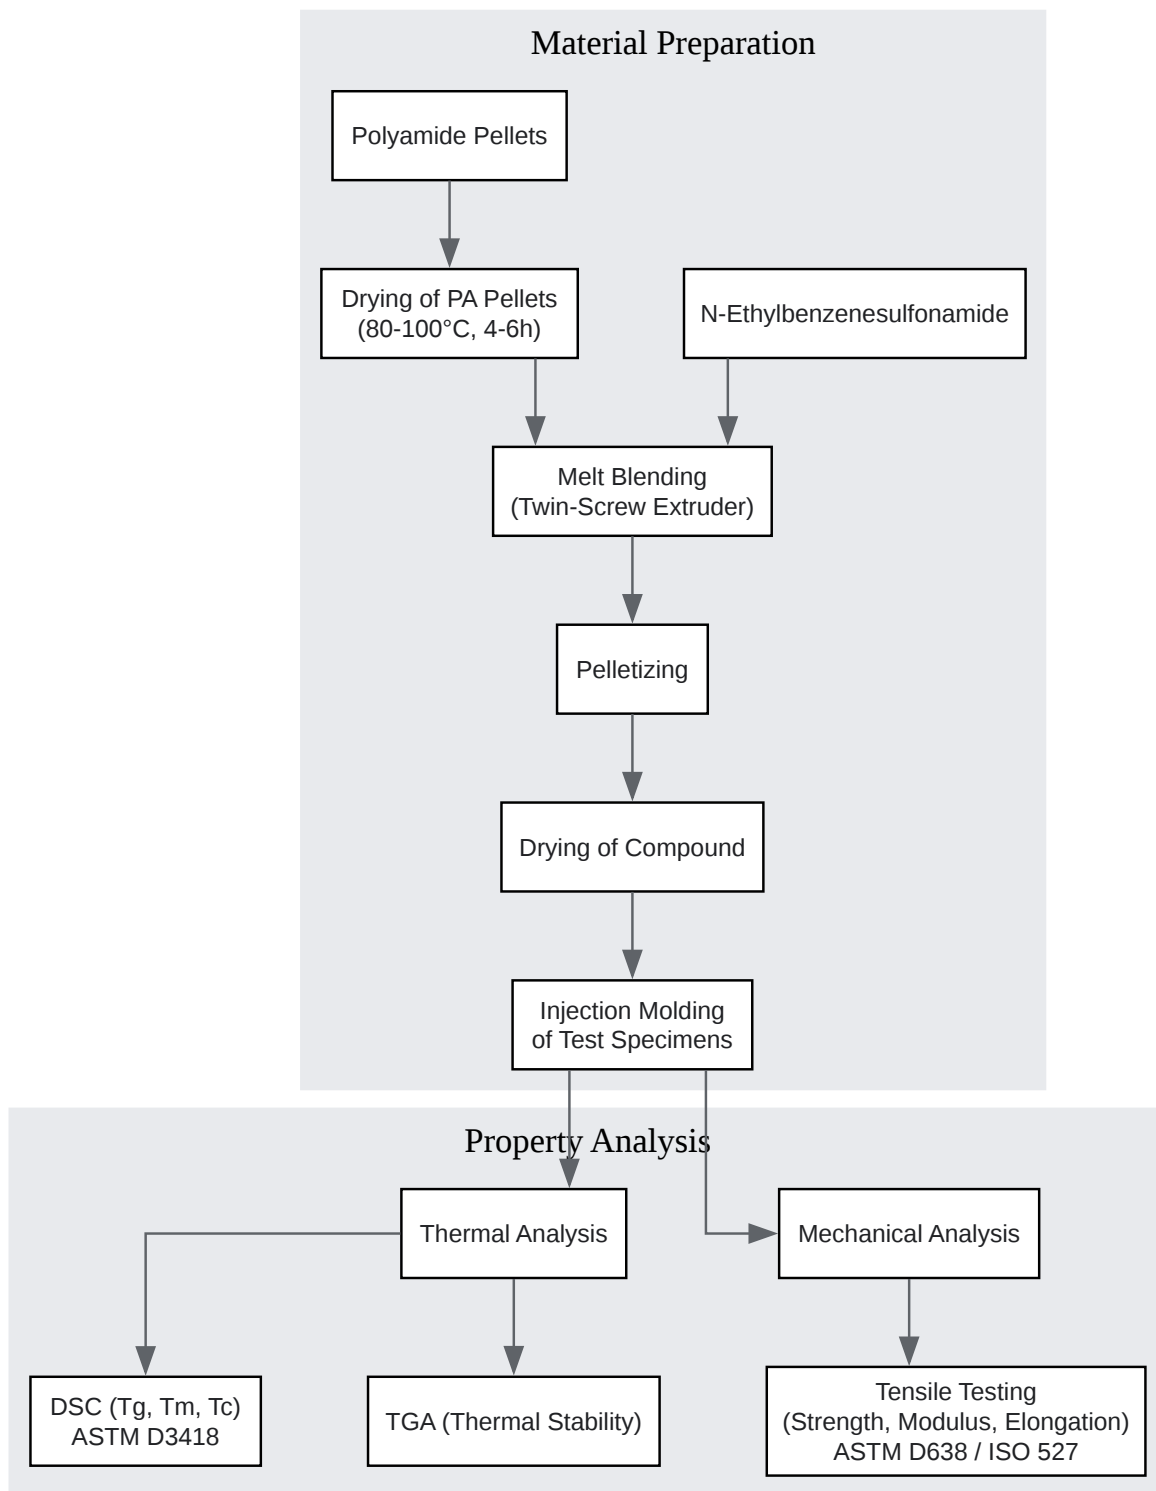 Material Preparation
Polyamide Pellets
Drying of PA Pellets
(80-100°C, 4-6h)
N-Ethylbenzenesulfonamide
Melt Blending
(Twin-Screw Extruder)
Pelletizing
Drying of Compound
Injection Molding
of Test Specimens
Property Analysis
Thermal Analysis
Mechanical Analysis
DSC (Tg, Tm, Tc)
ASTM D3418
TGA (Thermal Stability)
Tensile Testing
(Strength, Modulus, Elongation)
ASTM D638 / ISO 527